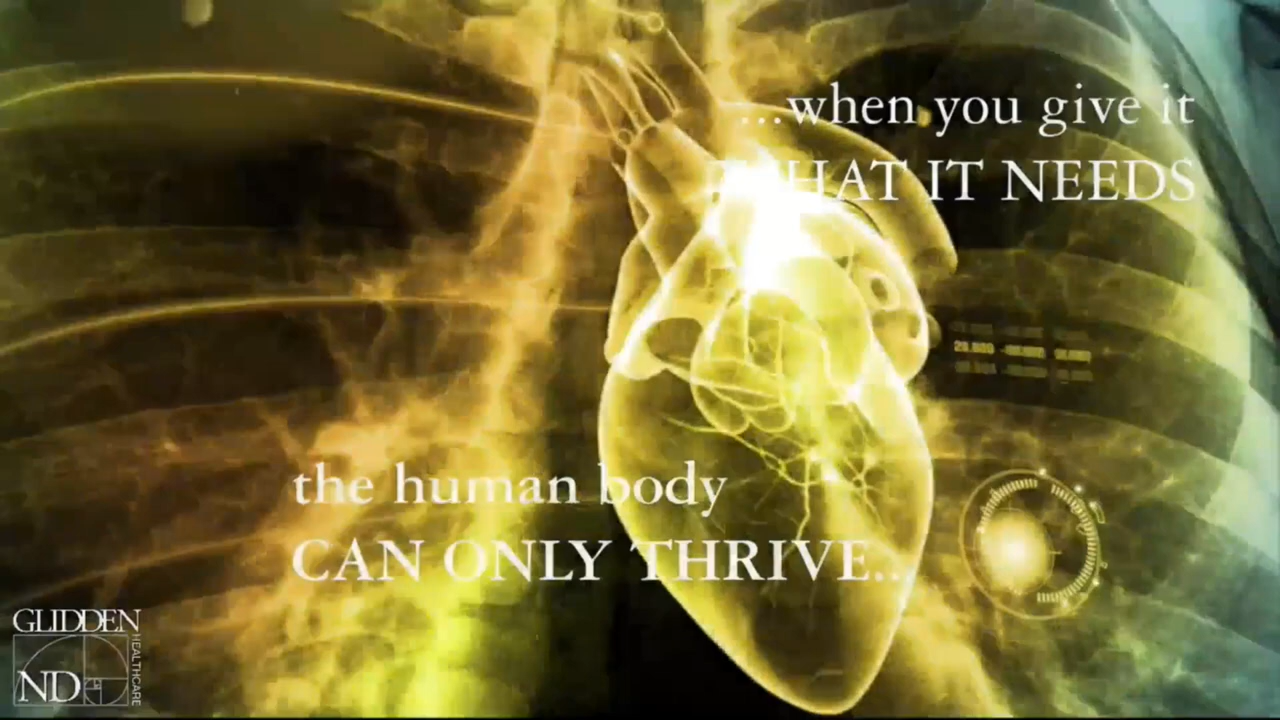 ...when you give it
WHAT IT NEEDS
the human body
CAN ONLY THRIVE...
GLIDDEN
HEALTHCARE
ND